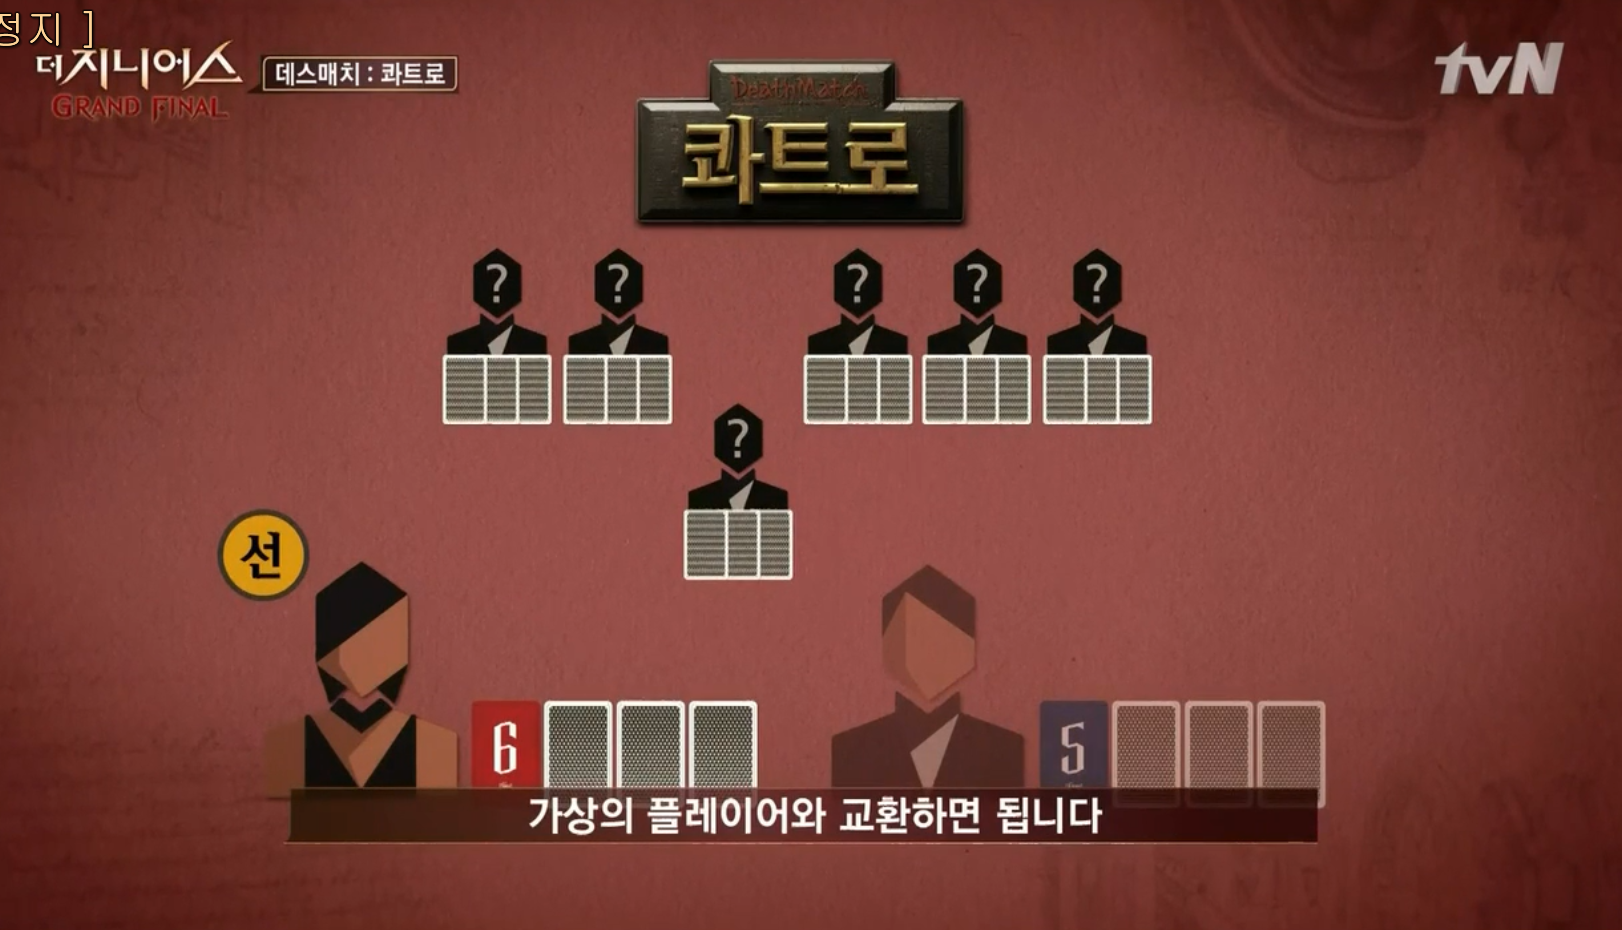 정지 ]
더 지니어스
GRAND FINAL
데스매치 : 콰트로
tvN
DeathMatch
콰트로
? ? ? ? ?
?
선
6
5
가상의 플레이어와 교환하면 됩니다